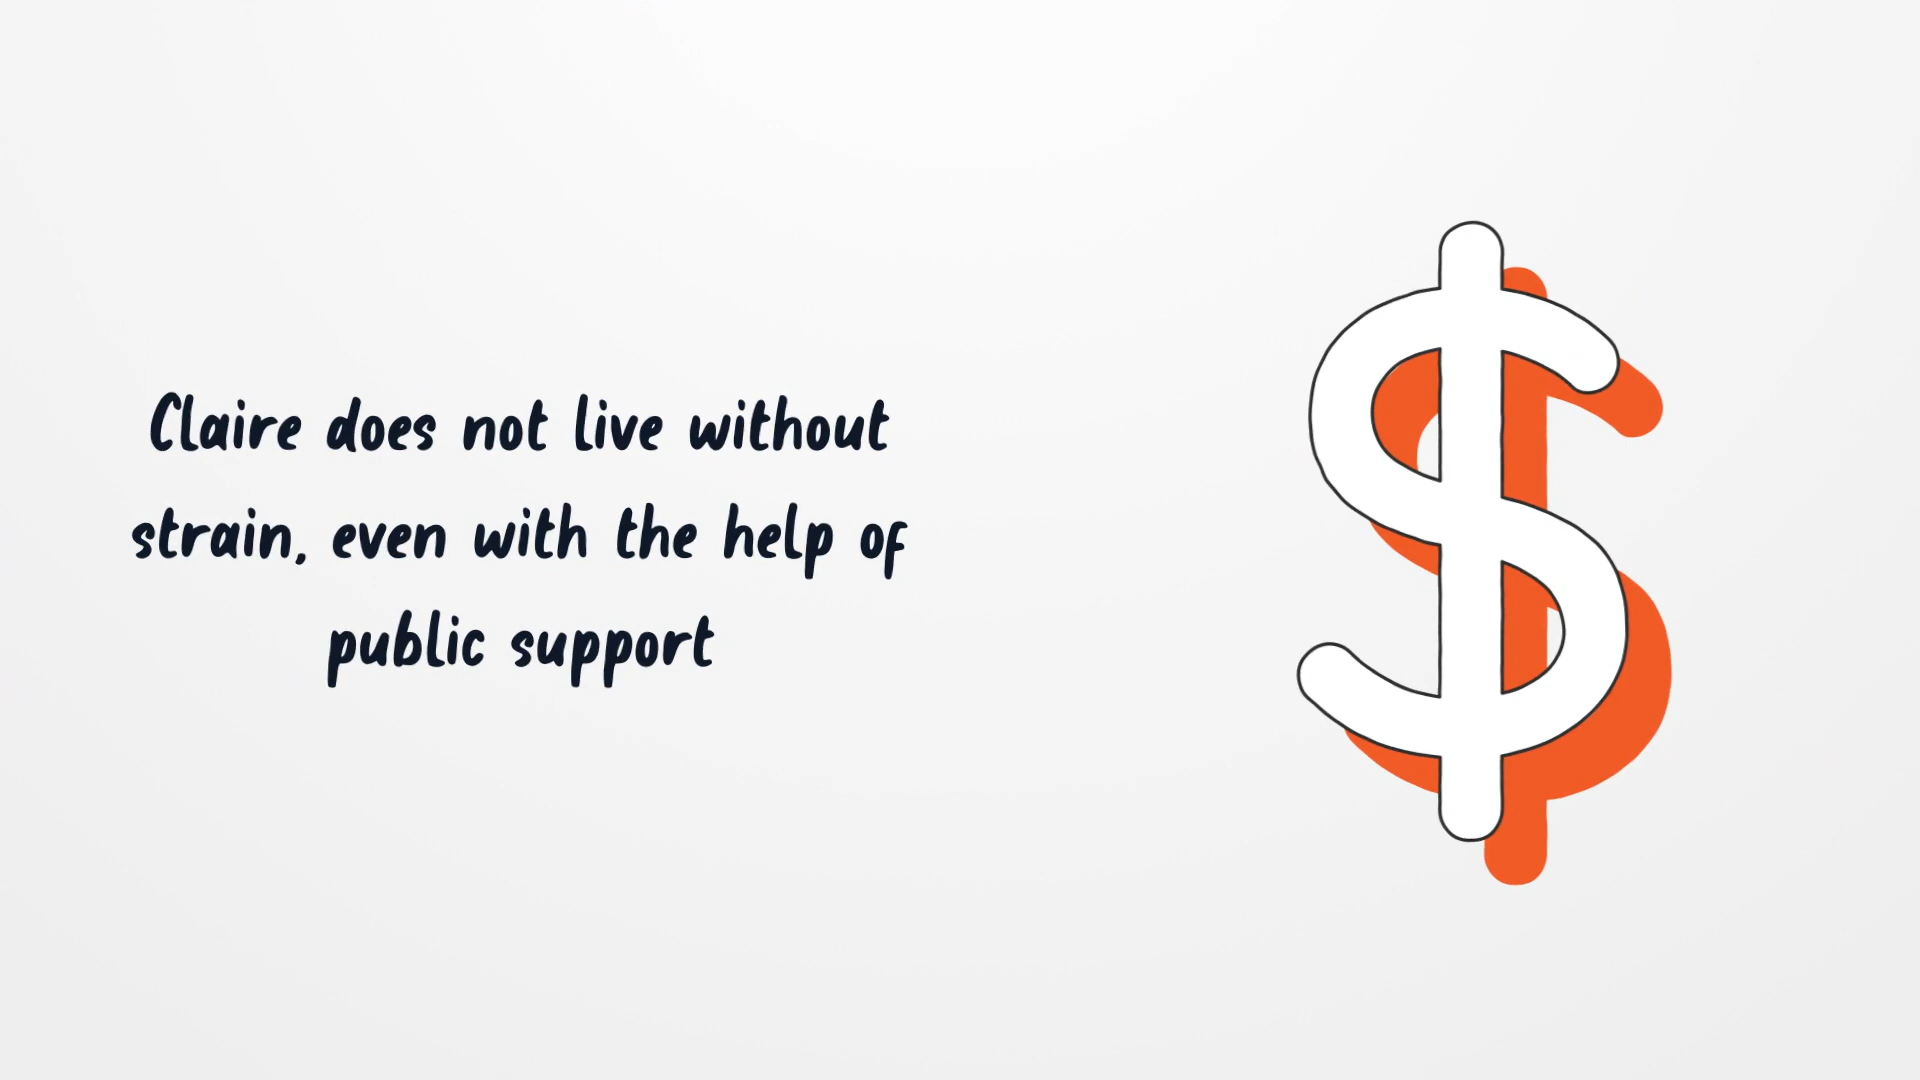 Claire does not live without
strain, even with the help of
public support